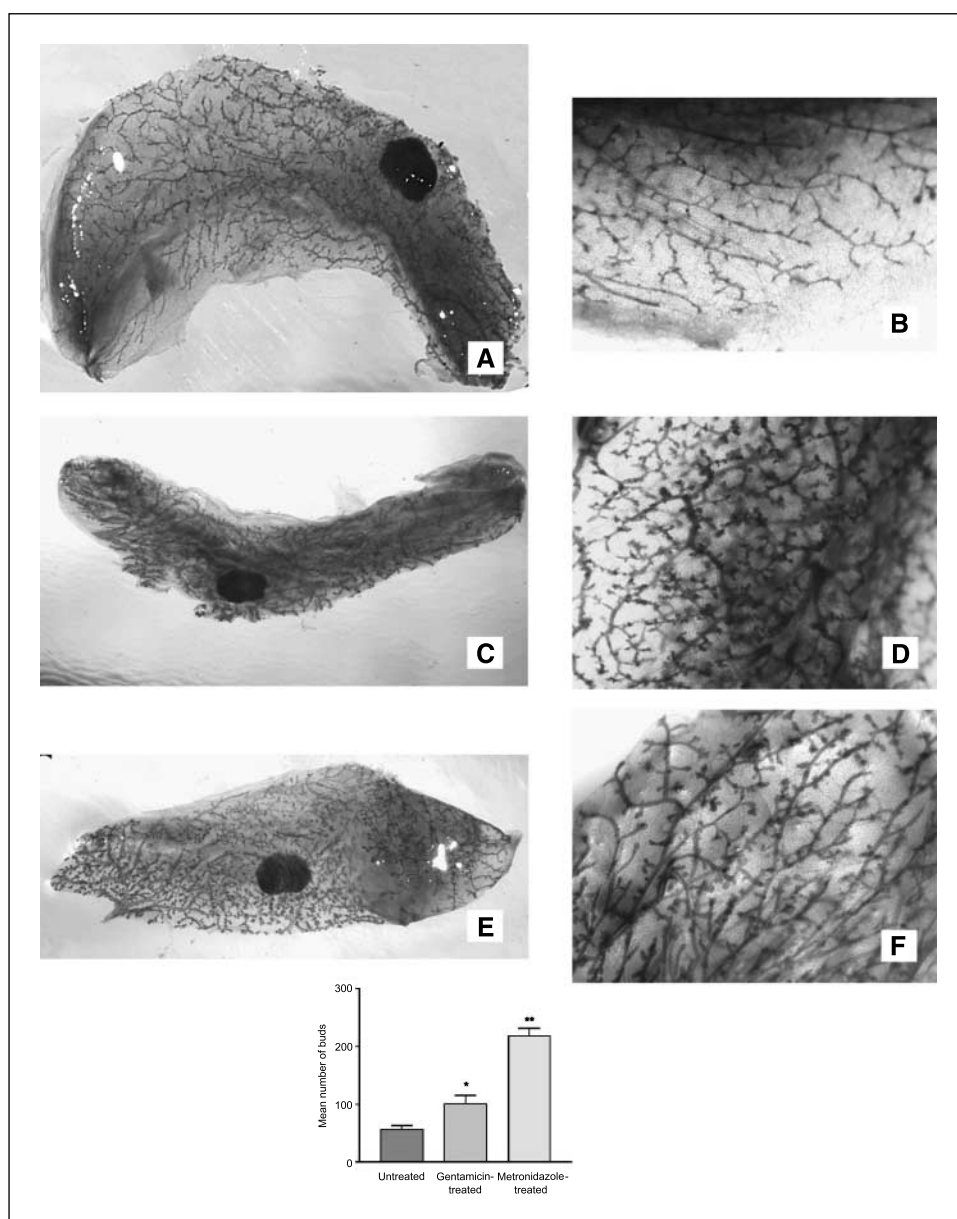 A
B
C
D
E
F
300
200
100
0
Mean number of buds
*
**
Untreated
Gentamicin-
treated
Metronidazole-
treated